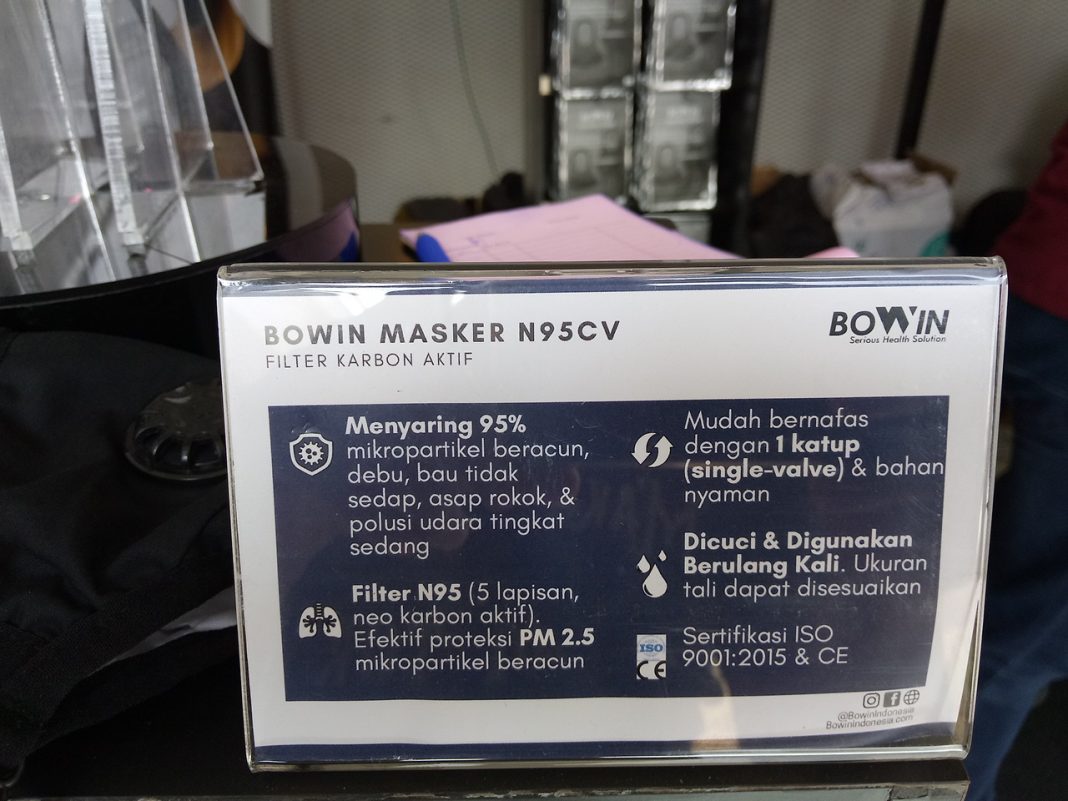 BOWIN MASKER N95CV
FILTER KARBON AKTIF
BOWIN
Serious Health Solution
Menyaring 95%
mikropartikel beracun,
debu, bau tidak
sedap, asap rokok, &
polusi udara tingkat
sedang
Filter N95 (5 lapisan,
neo karbon aktif).
Efektif proteksi PM 2.5
mikropartikel beracun
Mudah bernafas
dengan 1 katup
(single-valve) & bahan
nyaman
Dicuci & Digunakan
Berulang Kali. Ukuran
tali dapat disesuaikan
ISO
CE
Sertifikasi ISO
9001:2015 & CE
@BowinIndonesia
BowinIndonesia.com